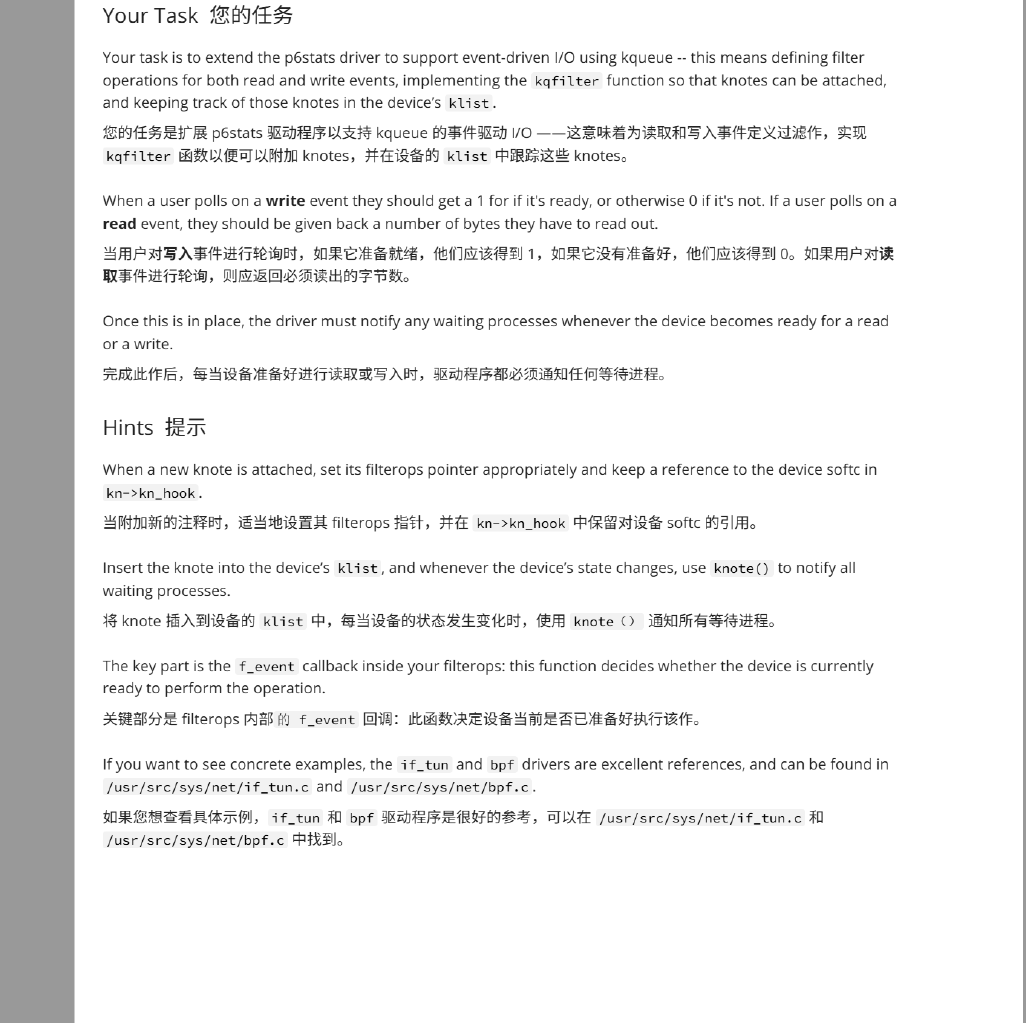 Your Task 您的任务
Your task is to extend the p6stats driver to support event-driven I/O using kqueue -- this means defining filter
operations for both read and write events, implementing the kqfilter function so that knotes can be attached,
and keeping track of those knotes in the device's klist.
您的任务是扩展 p6stats 驱动程序以支持 kqueue 的事件驱动 I/O ——这意味着为读取和写入事件定义过滤作，实现
kqfilter 函数以便可以附加 knotes，并在设备的 klist 中跟踪这些 knotes。
When a user polls on a write event they should get a 1 for if it's ready, or otherwise 0 if it's not. If a user polls on a
read event, they should be given back a number of bytes they have to read out.
当用户对写入事件进行轮询时，如果它准备就绪，他们应该得到 1，如果它没有准备好，他们应该得到 0。如果用户对读
取事件进行轮询，则应返回必须读出的字节数。
Once this is in place, the driver must notify any waiting processes whenever the device becomes ready for a read
or a write.
完成此作后，每当设备准备好进行读取或写入时，驱动程序都必须通知任何等待进程。
Hints 提示
When a new knote is attached, set its filterops pointer appropriately and keep a reference to the device softc in
kn->kn_hook.
当附加新的注释时，适当地设置其 filterops 指针，并在 kn->kn_hook 中保留对设备 softc 的引用。
Insert the knote into the device's klist, and whenever the device's state changes, use knote() to notify all
waiting processes.
将 knote 插入到设备的 klist 中，每当设备的状态发生变化时，使用 knote（） 通知所有等待进程。
The key part is the f_event callback inside your filterops: this function decides whether the device is currently
ready to perform the operation.
关键部分是 filterops 内部的 f_event 回调：此函数决定设备当前是否已准备好执行该作。
If you want to see concrete examples, the if_tun and bpf drivers are excellent references, and can be found in
/usr/src/sys/net/if_tun.c and /usr/src/sys/net/bpf.c.
如果您想查看具体示例，if_tun 和 bpf 驱动程序是很好的参考，可以在 /usr/src/sys/net/if_tun.c 和
/usr/src/sys/net/bpf.c 中找到。